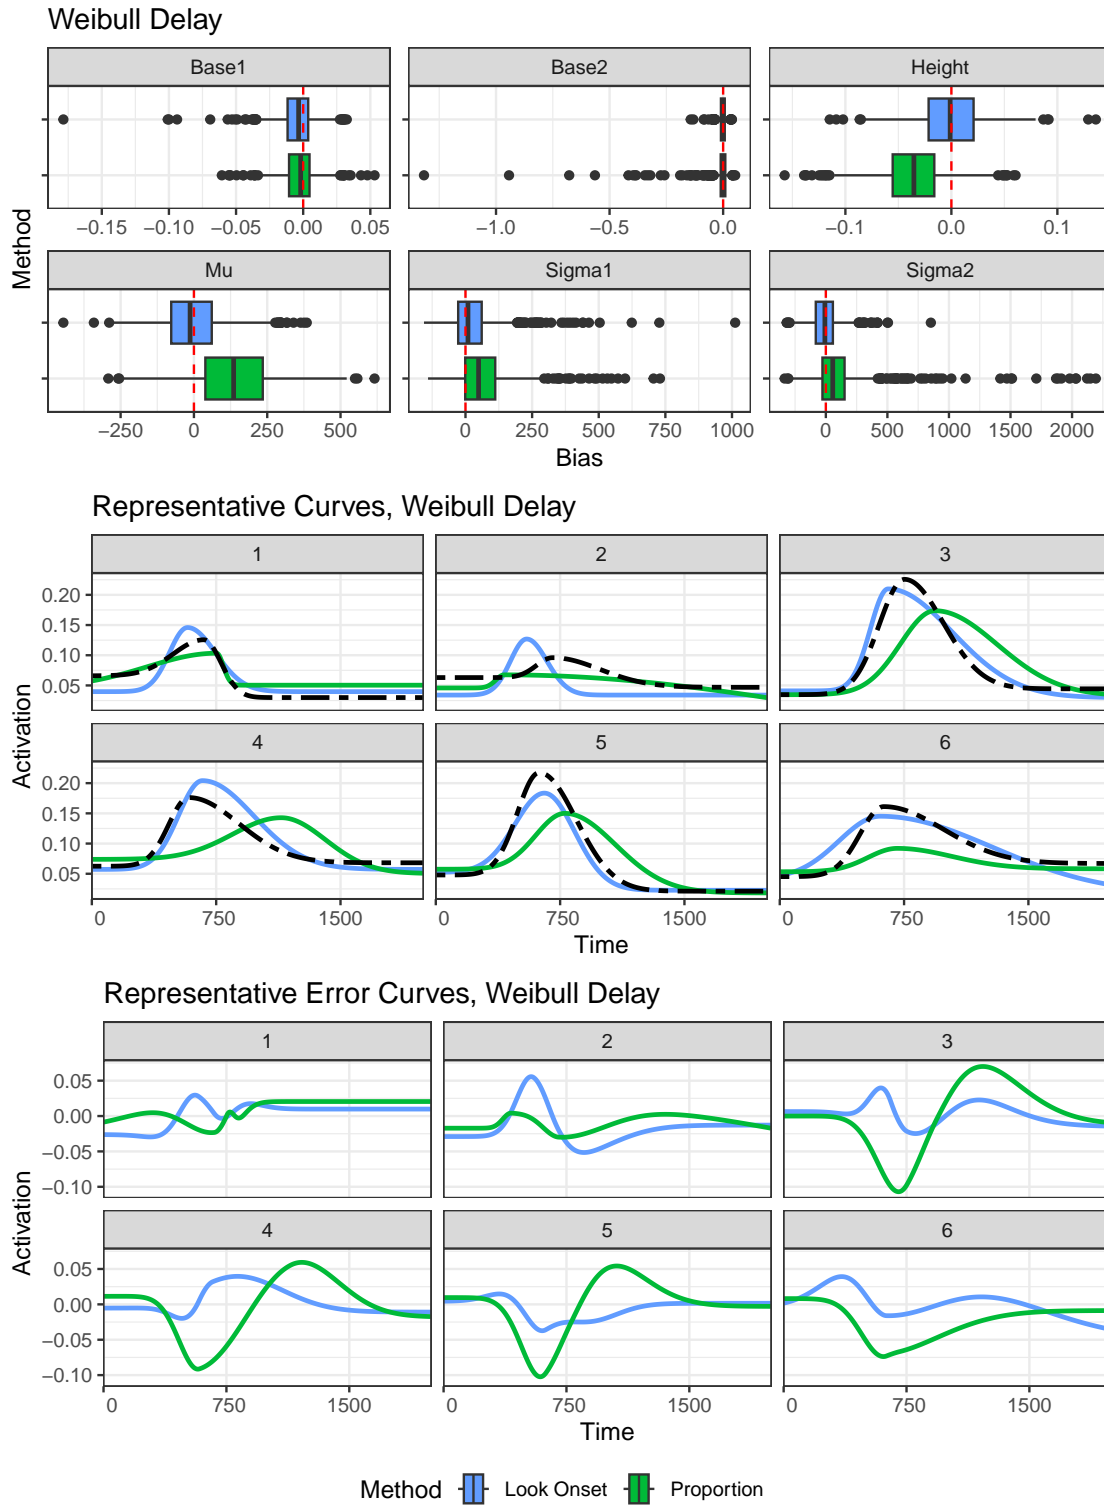 Weibull Delay
Base1 Base2 Height
−0.15 −0.10 −0.05 0.00 0.05 −1.0 −0.5 0.0 −0.1 0.0 0.1
Mu Sigma1 Sigma2
−250 0 250 500 0 250 500 750 1000 0 500 1000 1500 2000
Method
Bias
Representative Curves, Weibull Delay
1 2 3
0.20
0.15
0.10
0.05
4 5 6
0.20
0.15
0.10
0.05
0 750 1500 0 750 1500 0 750 1500
Activation
Time
Representative Error Curves, Weibull Delay
1 2 3
0.05
0.00
−0.05
−0.10
4 5 6
0.05
0.00
−0.05
−0.10
0 750 1500 0 750 1500 0 750 1500
Activation
Time
Method Look Onset Proportion